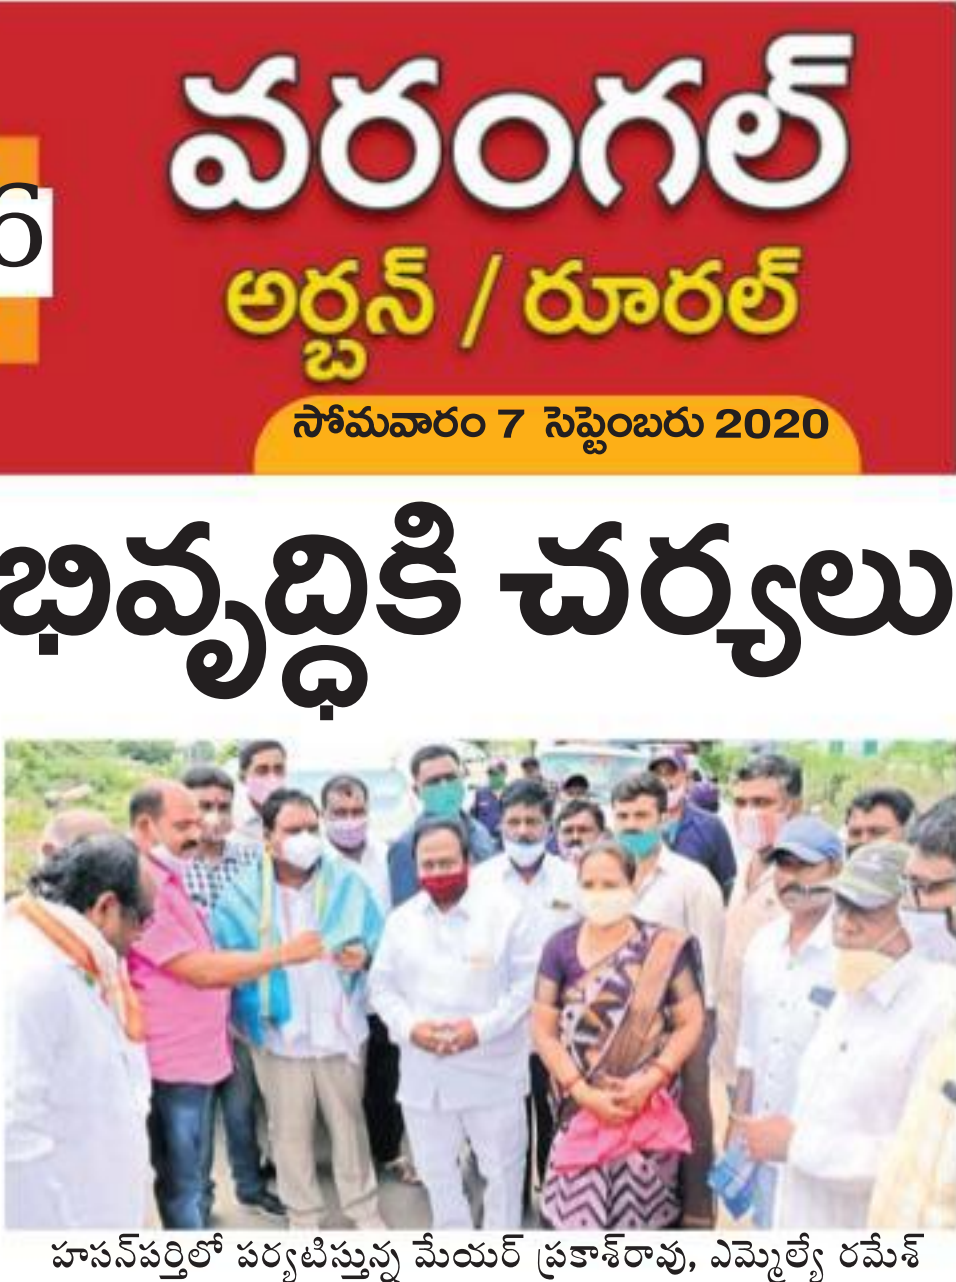 వరంగల్
అర్బన్ / రూరల్
సోమవారం 7 సెప్టెంబరు 2020
భివృద్ధికి చర్యలు
హసన్‌పర్తిలో పర్యటిస్తున్న మేయర్ ప్రకాశ్‌రావు, ఎమ్మెల్యే రమేశ్